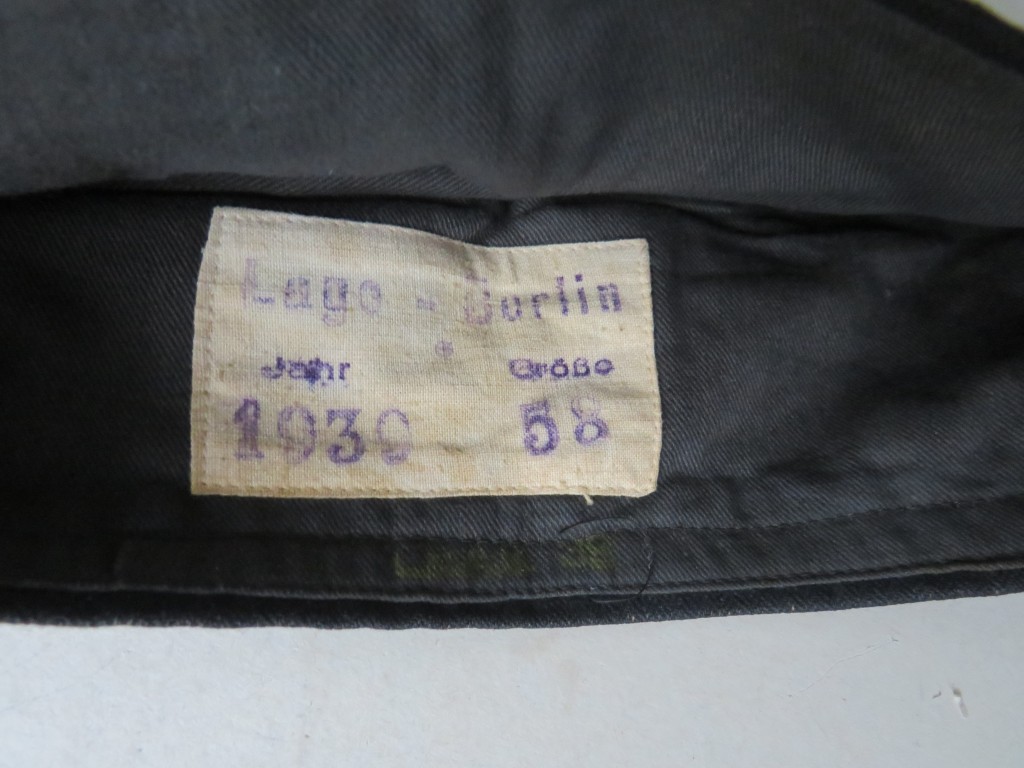 Lago - Berlin
Jahr Größe
1939 58